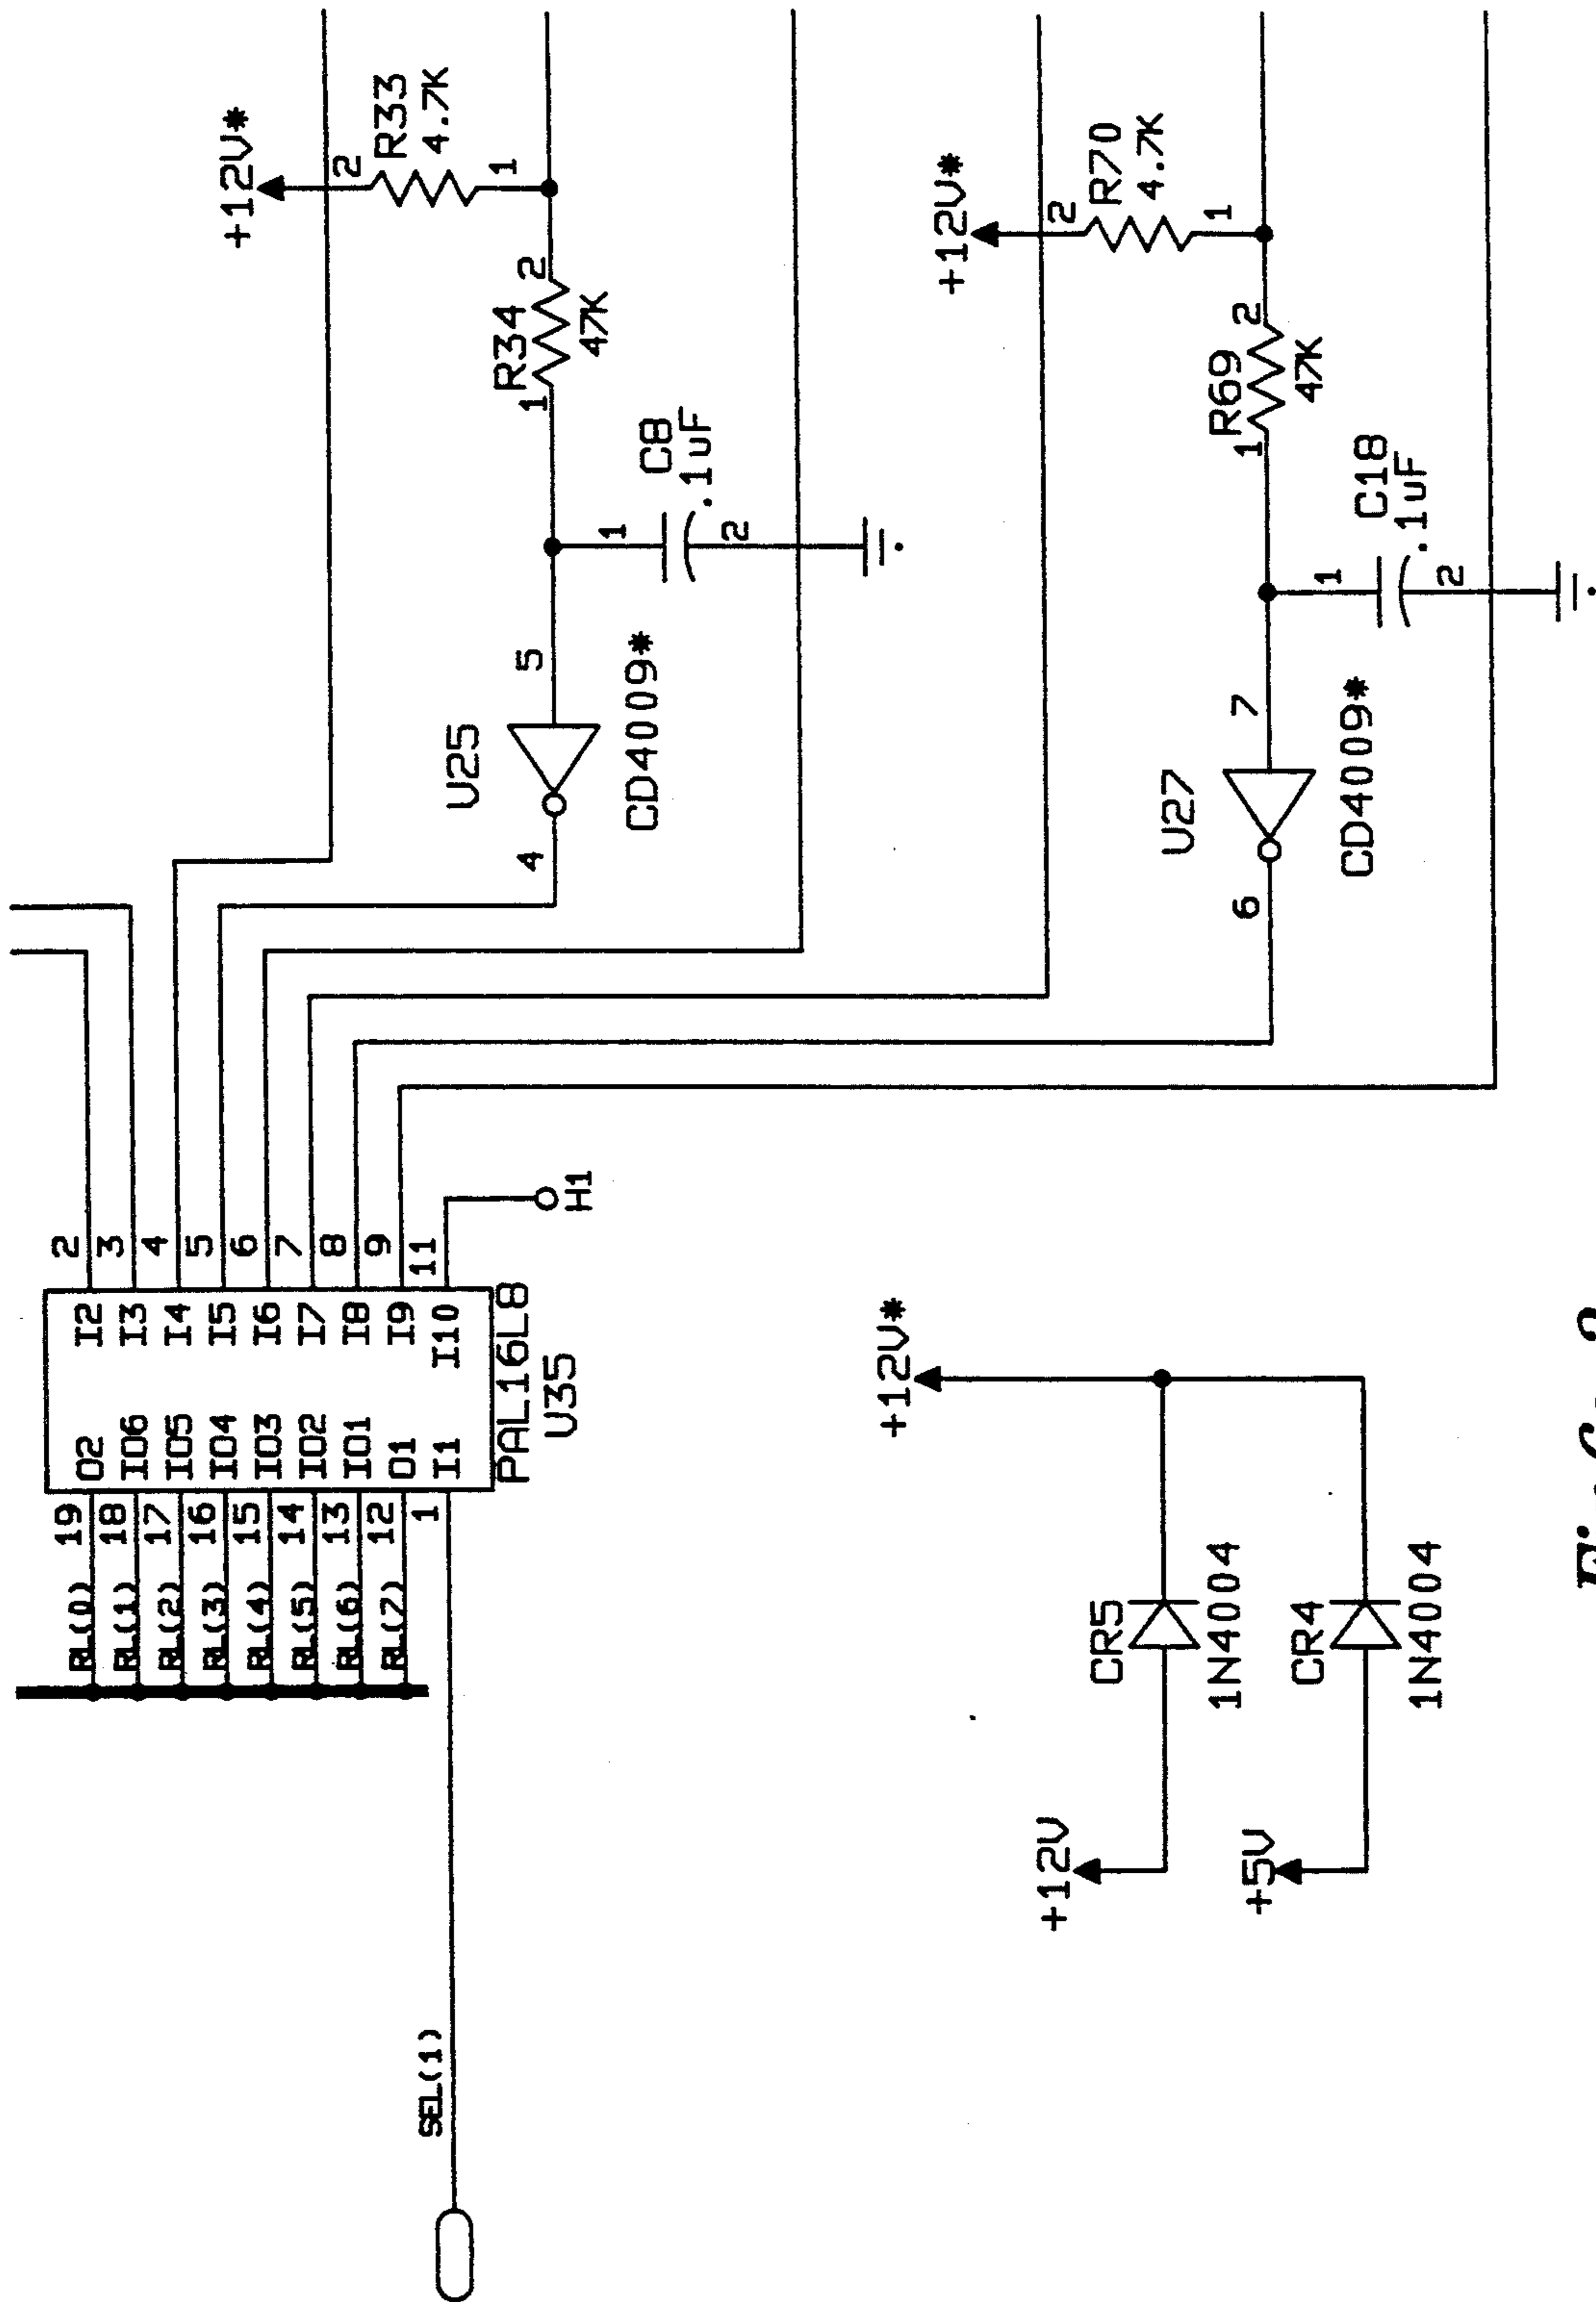 +12V*
2
R33
4.7K
1
R34
1
2
47K
C8
.1uF
1
2
U25
5
4
CD4009*
+12V*
2
R70
4.7K
1
R69
1
2
47K
C18
.1uF
1
2
U27
7
6
CD4009*
RL(0) 19 O2 I2 2
RL(1) 18 IO6 I3 3
RL(2) 17 IO5 I4 4
RL(3) 16 IO4 I5 5
RL(4) 15 IO3 I6 6
RL(5) 14 IO2 I7 7
RL(6) 13 IO1 I8 8
RL(7) 12 O1 I9 9
SEL(1) 1 I1 I10 11
PAL16L8
U35
H1
+12V*
+12V
CR5
1N4004
+5V
CR4
1N4004